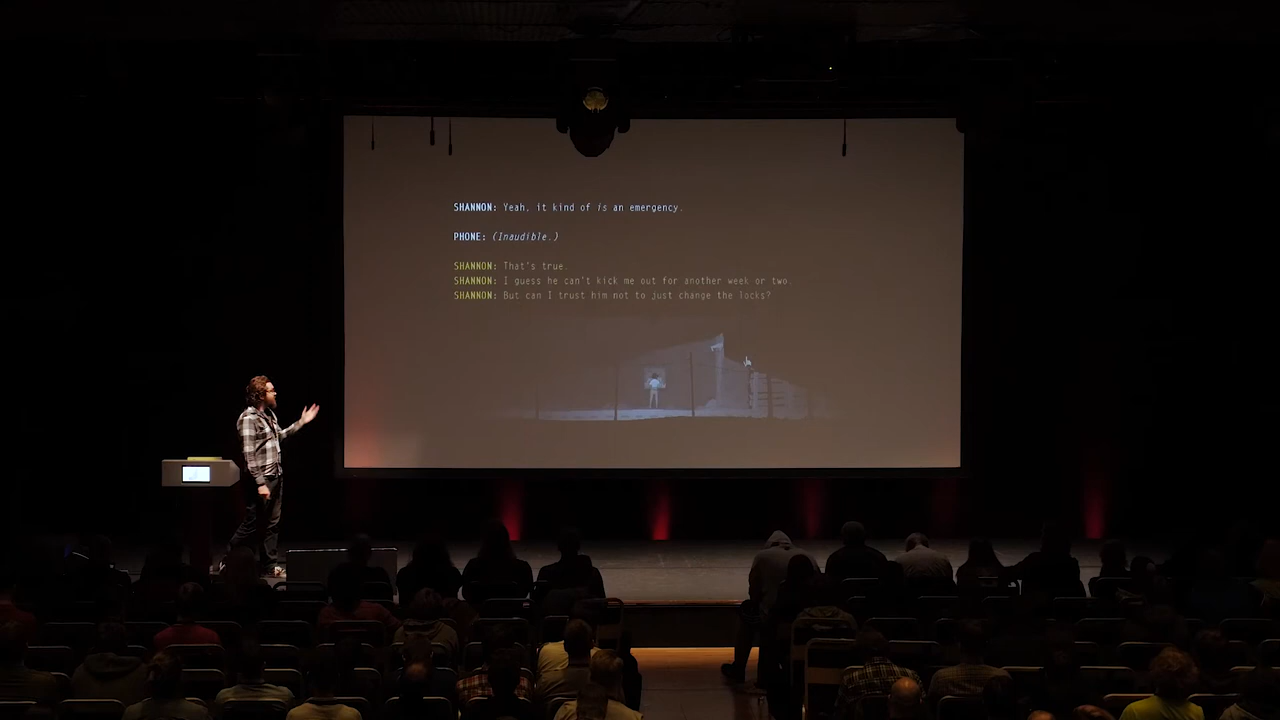 SHANNON: Yeah, it kind of is an emergency.
PHONE: (Inaudible.)
SHANNON: That's true.
SHANNON: I guess he can't kick me out for another week or two.
SHANNON: But can I trust him not to just change the locks?